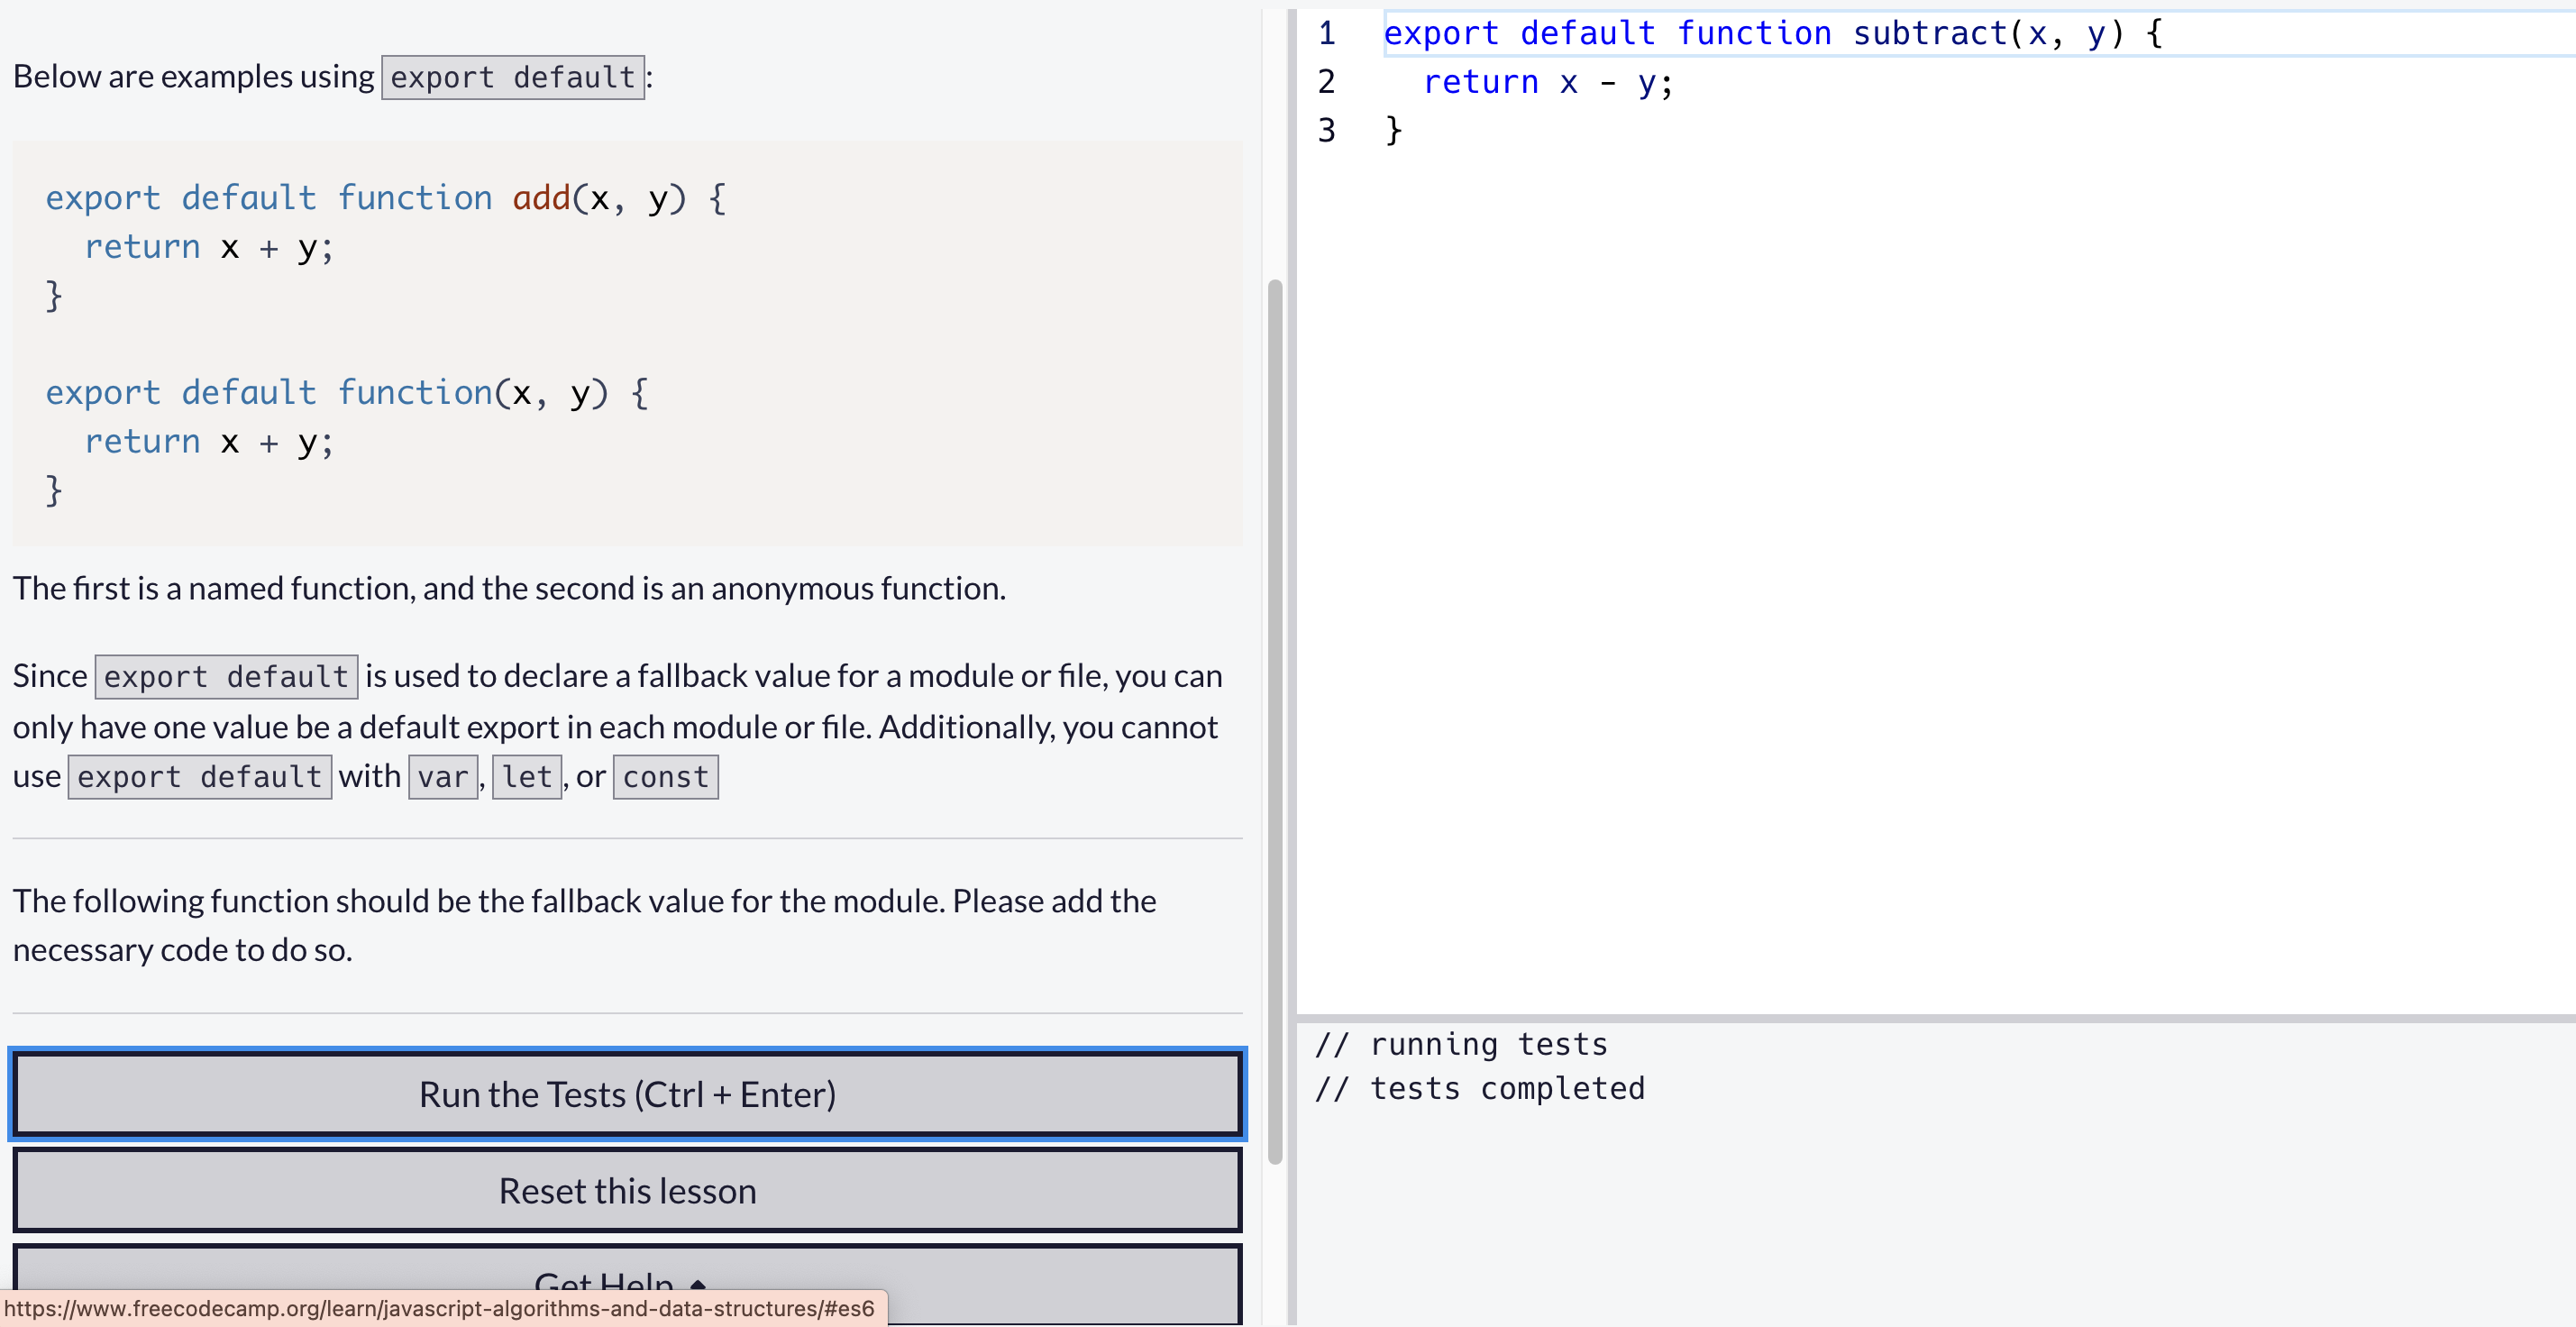 Below are examples using export default:
export default function add(x, y) {
  return x + y;
}
export default function(x, y) {
  return x + y;
}
The first is a named function, and the second is an anonymous function.
Since export default is used to declare a fallback value for a module or file, you can
only have one value be a default export in each module or file. Additionally, you cannot
use export default with var, let, or const
The following function should be the fallback value for the module. Please add the
necessary code to do so.
Run the Tests (Ctrl + Enter)
Reset this lesson
Get Help
https://www.freecodecamp.org/learn/javascript-algorithms-and-data-structures/#es6
1 export default function subtract(x, y) {
2   return x - y;
3 }
// running tests
// tests completed